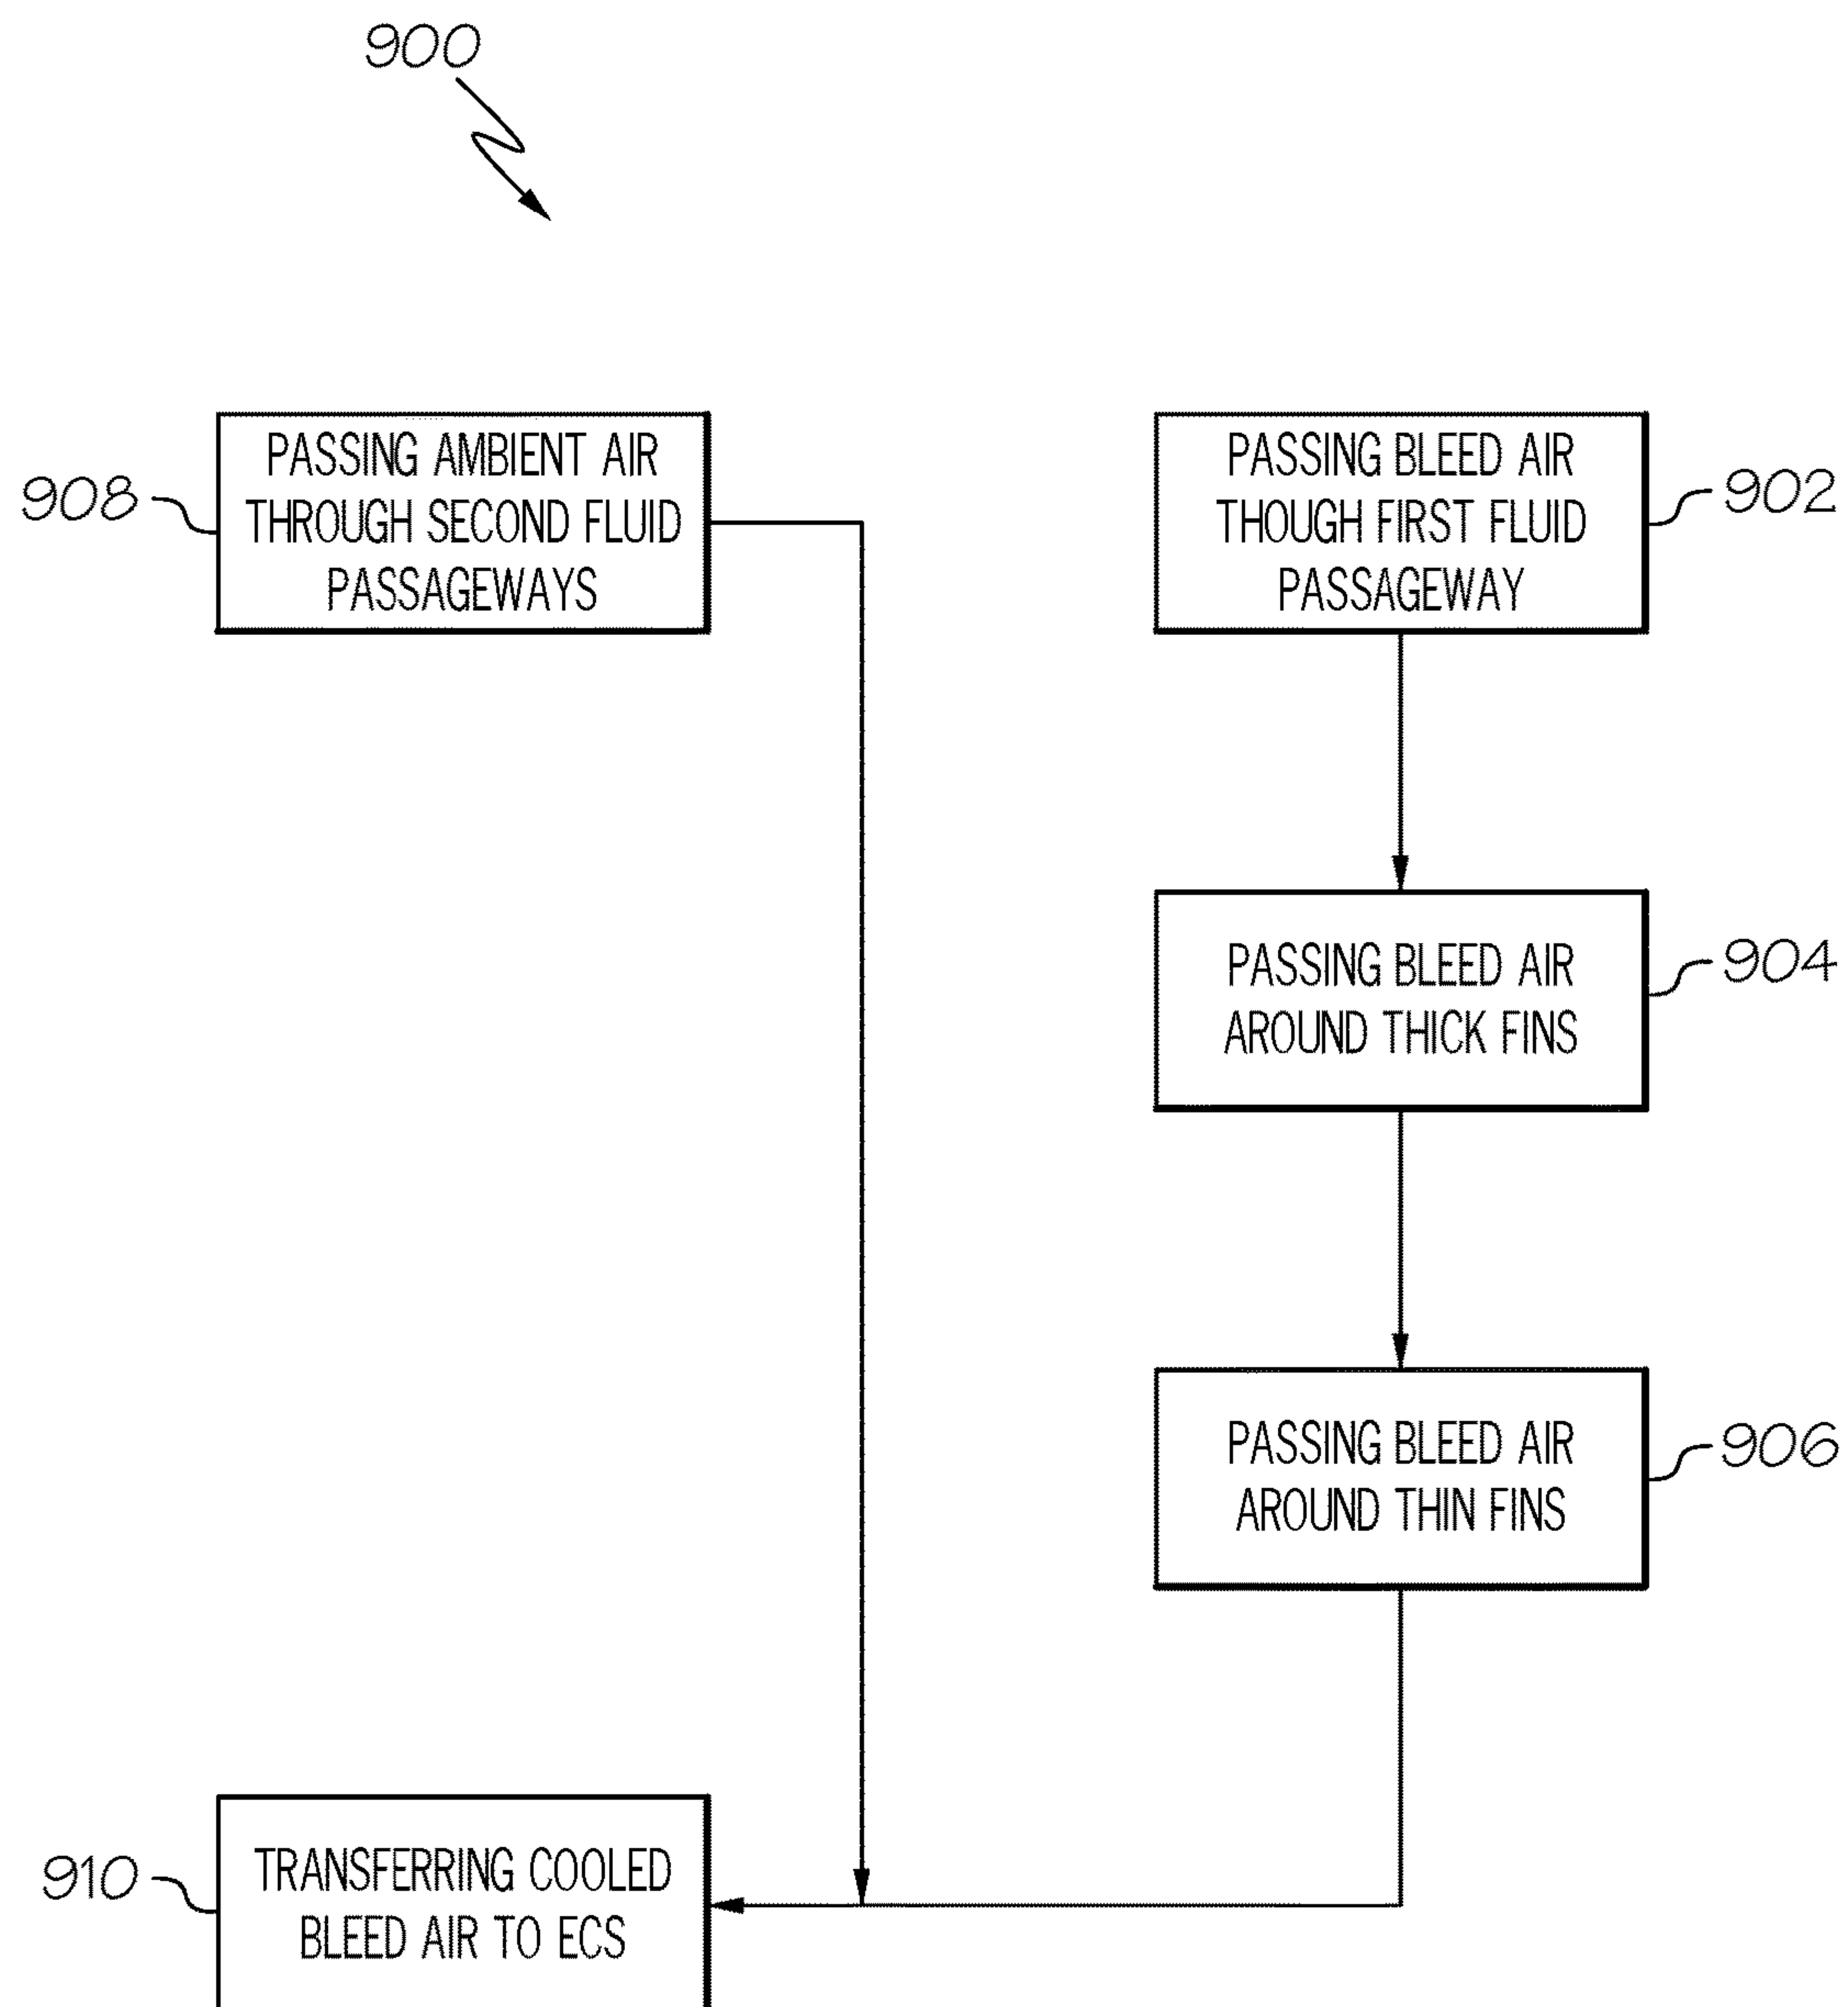 900
PASSING AMBIENT AIR
THROUGH SECOND FLUID
PASSAGEWAYS
908
PASSING BLEED AIR
THOUGH FIRST FLUID
PASSAGEWAY
902
PASSING BLEED AIR
AROUND THICK FINS
904
PASSING BLEED AIR
AROUND THIN FINS
906
TRANSFERRING COOLED
BLEED AIR TO ECS
910